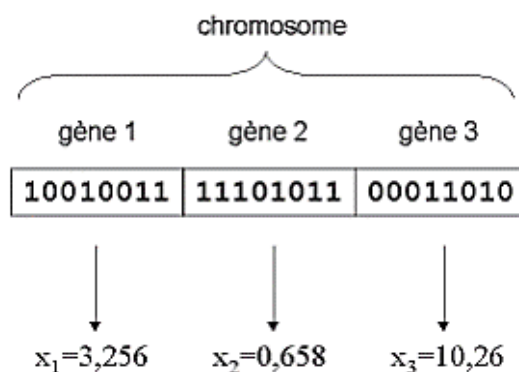 chromosome
gène 1 gène 2 gène 3
10010011 11101011 00011010
x₁=3,256 x₂=0,658 x₃=10,26